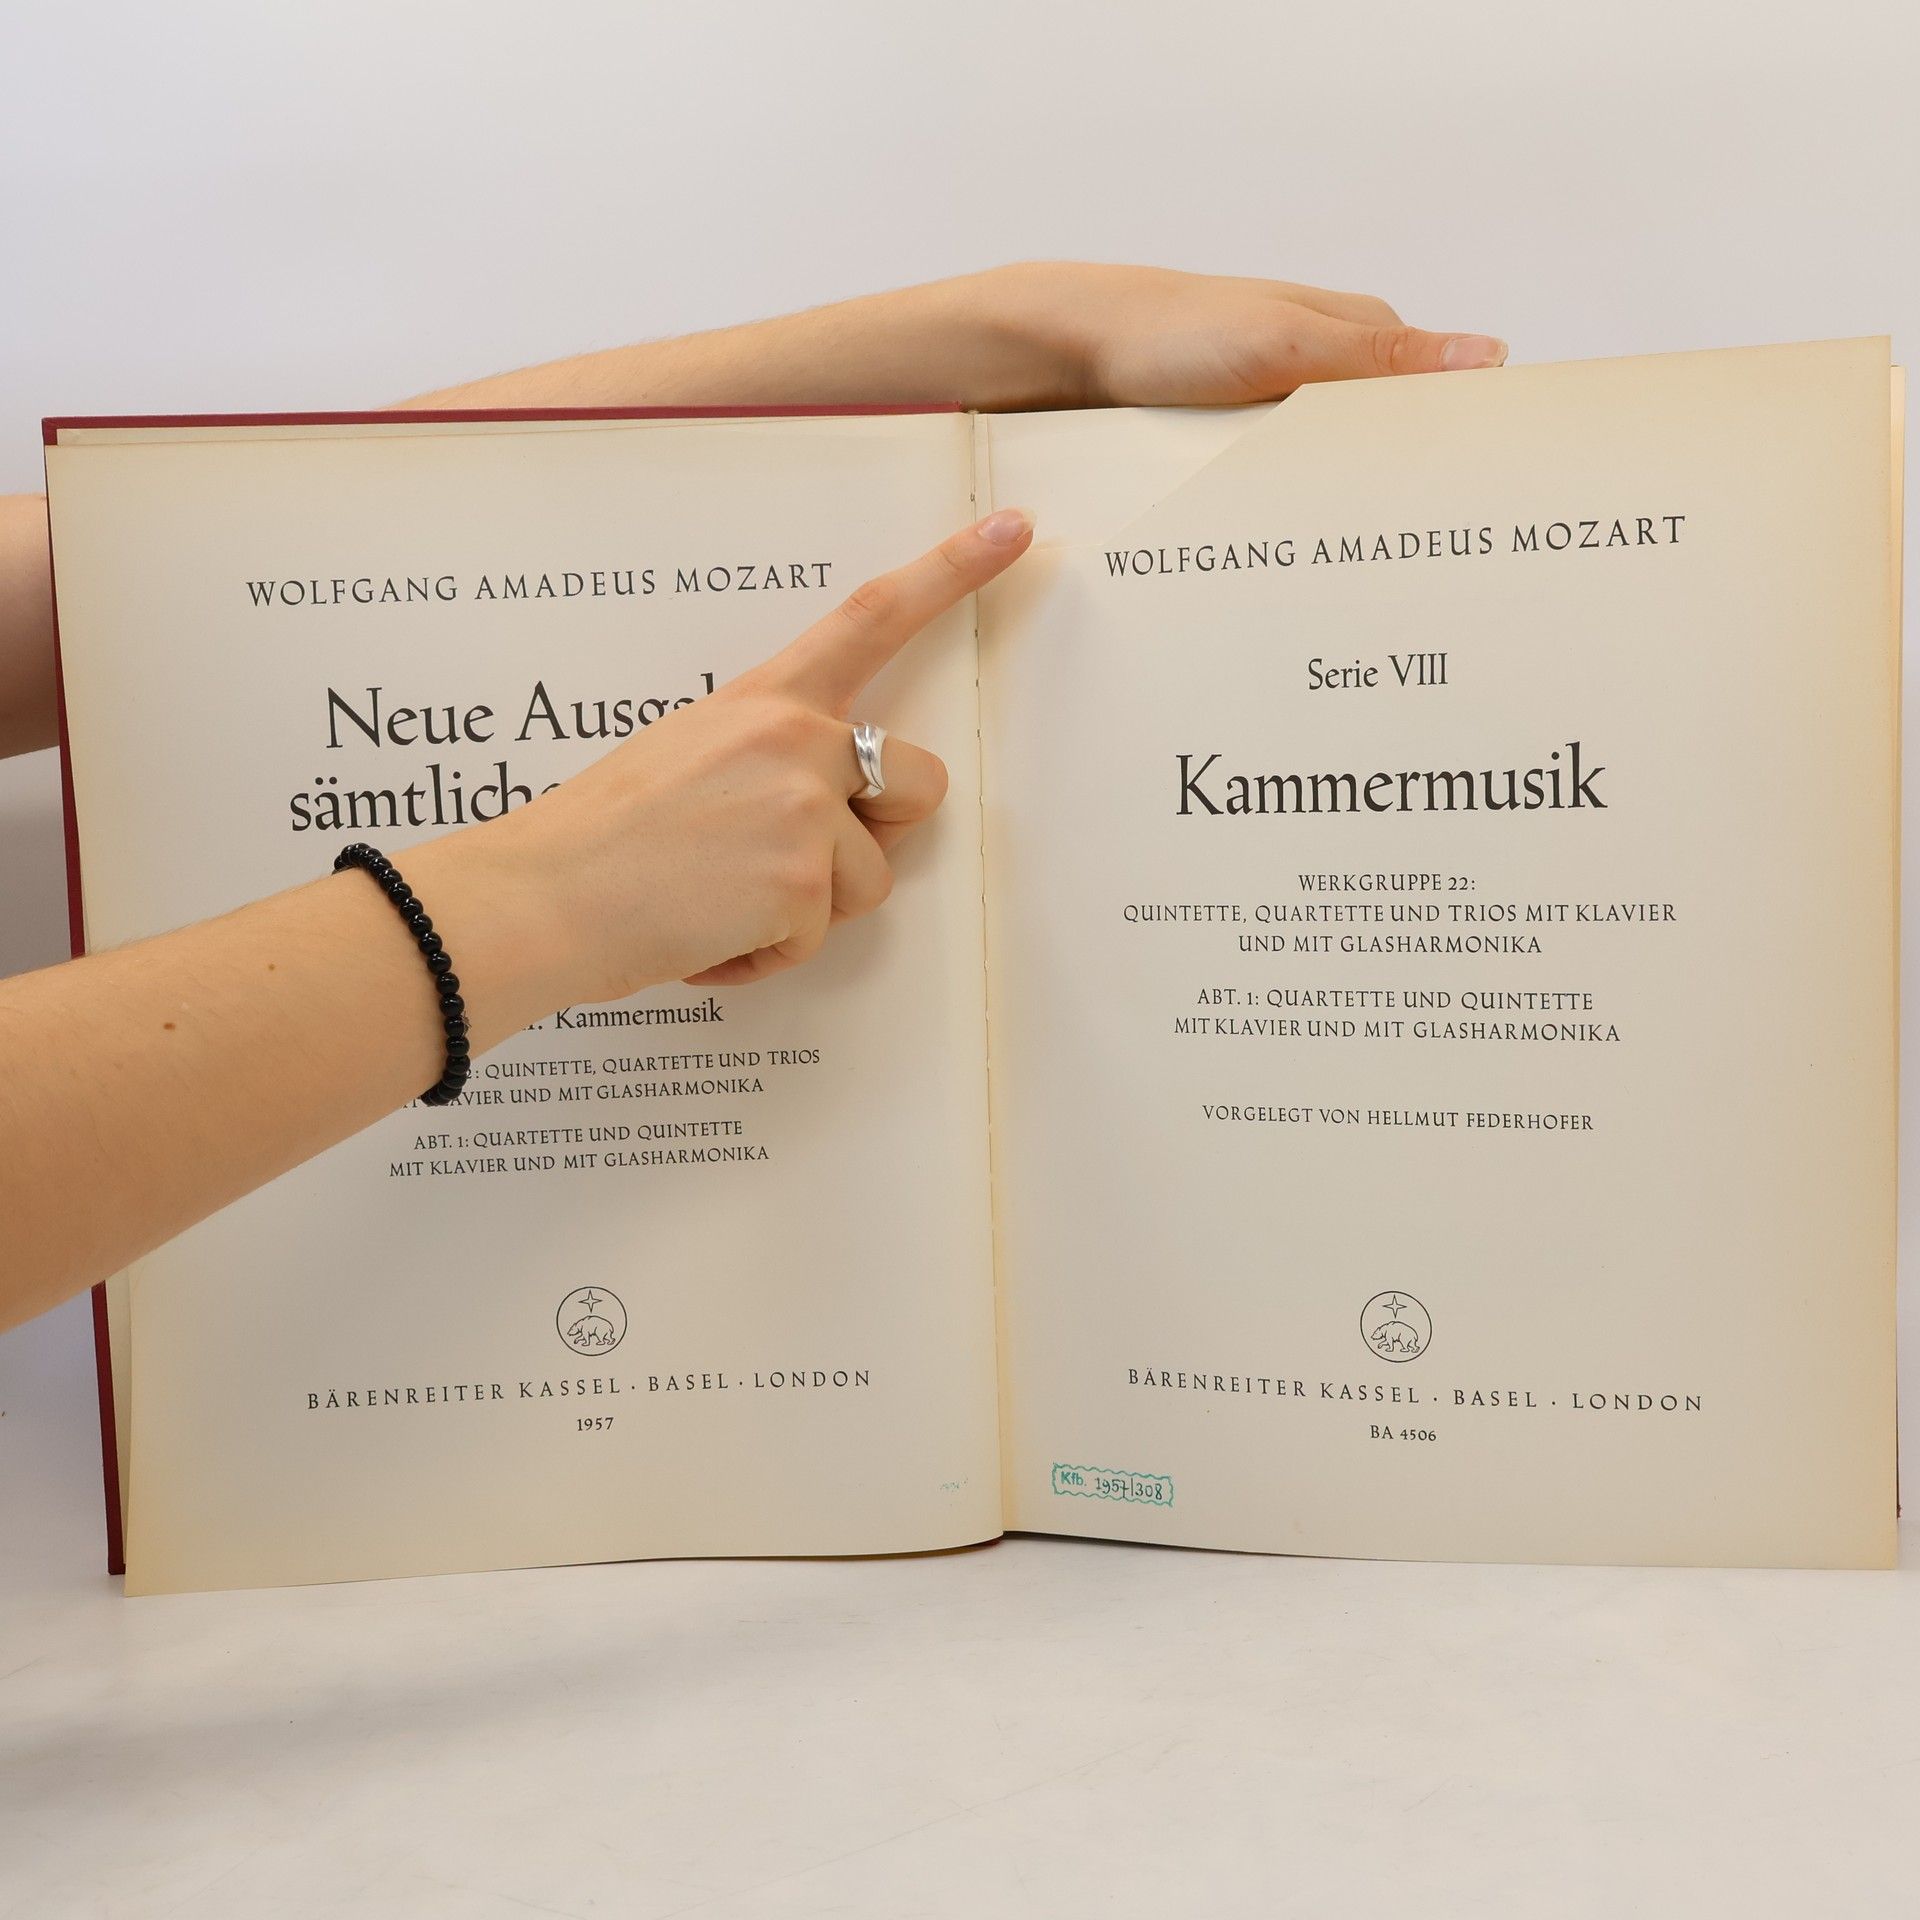 WOLFGANG AMADEUS MOZART
Neue
sämtliche
Kammermusik
QUINTETTE, QUARTETTE UND TRIOS
UND MIT GLASHARMONIKA
ABT. 1: QUARTETTE UND QUINTETTE
MIT KLAVIER UND MIT GLASHARMONIKA
BÄRENREITER KASSEL · BASEL · LONDON
1957
WOLFGANG AMADEUS MOZART
Serie VIII
Kammermusik
WERKGRUPPE 22:
QUINTETTE, QUARTETTE UND TRIOS MIT KLAVIER
UND MIT GLASHARMONIKA
ABT. 1: QUARTETTE UND QUINTETTE
MIT KLAVIER UND MIT GLASHARMONIKA
VORGELEGT VON HELLMUT FEDERHOFER
BÄRENREITER KASSEL · BASEL · LONDON
BA 4506
Kfb. 1957/308